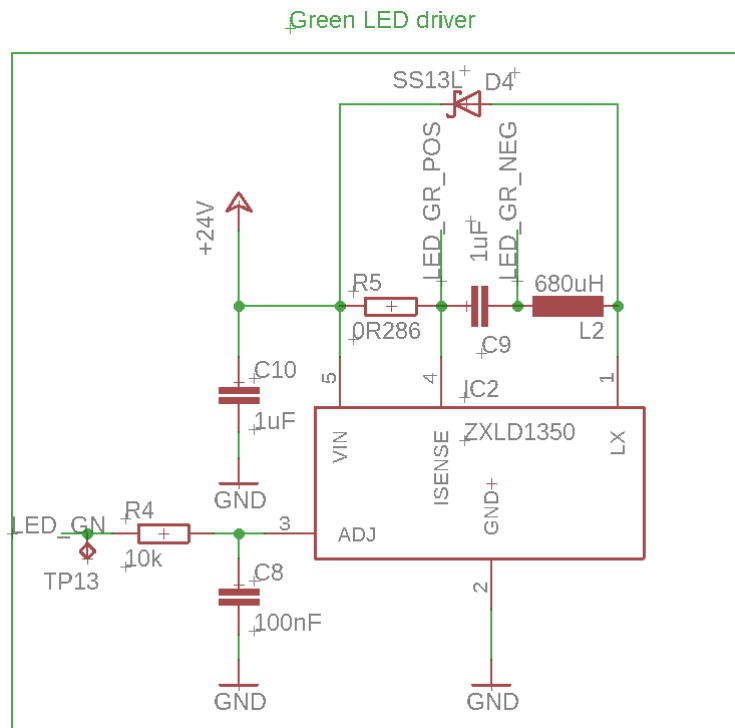 Green LED driver
SS13L D4
LED_GR_POS
LED_GR_NEG
+24V
1uF
R5
680uH
0R286
L2
C9
C10
1uF
5
4
1
IC2
ZXLD1350
VIN
ISENSE
LX
GND
GND
LED_GN
R4
3
ADJ
10k
TP13
C8
100nF
2
GND
GND